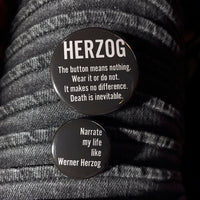 HERZOG
The button means nothing.
Wear it or do not.
It makes no difference.
Death is inevitable.
Narrate
my life
like
Werner Herzog